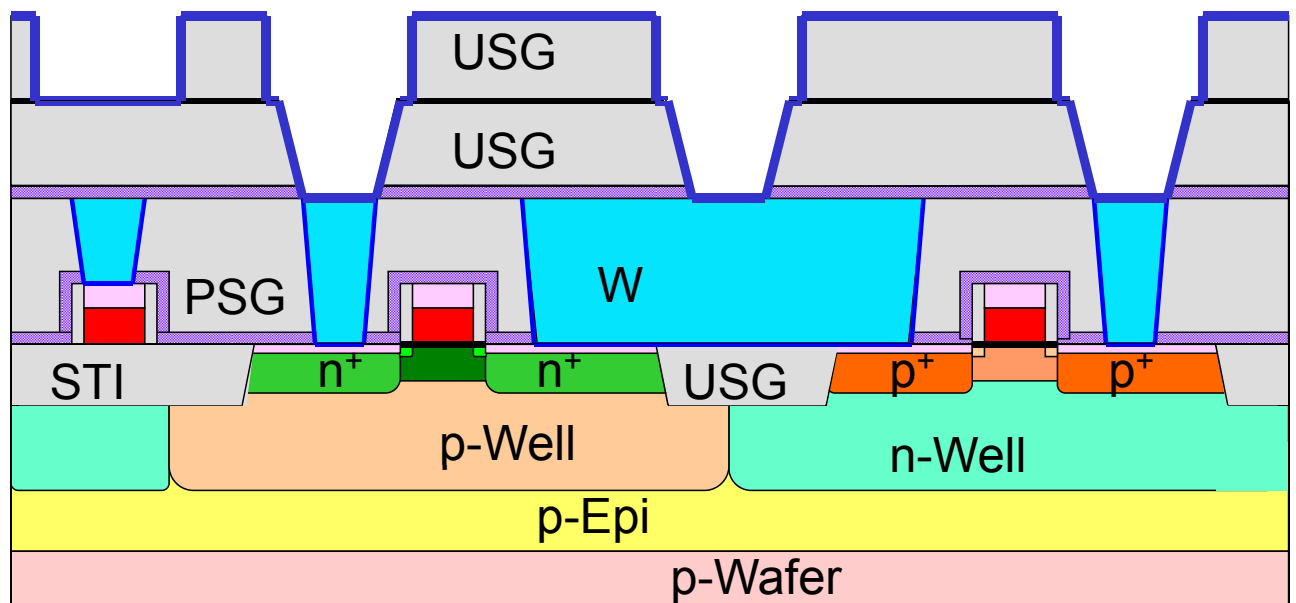 USG
USG
W
PSG
STI
n+
n+
USG
p+
p+
p-Well
n-Well
p-Epi
p-Wafer